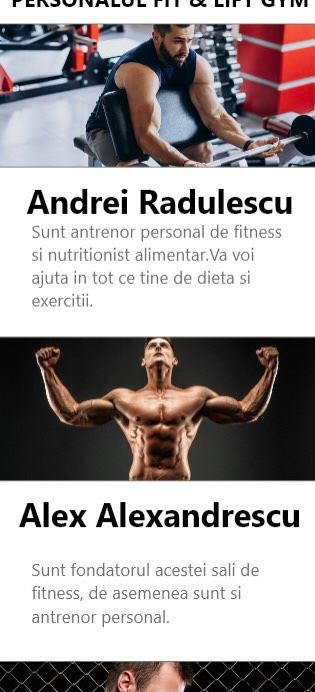 PERSONALUL FIT & LIFT GYM
Andrei Radulescu
Sunt antrenor personal de fitness
si nutritionist alimentar.Va voi
ajuta in tot ce tine de dieta si
exercitii.
Alex Alexandrescu
Sunt fondatorul acestei sali de
fitness, de asemenea sunt si
antrenor personal.